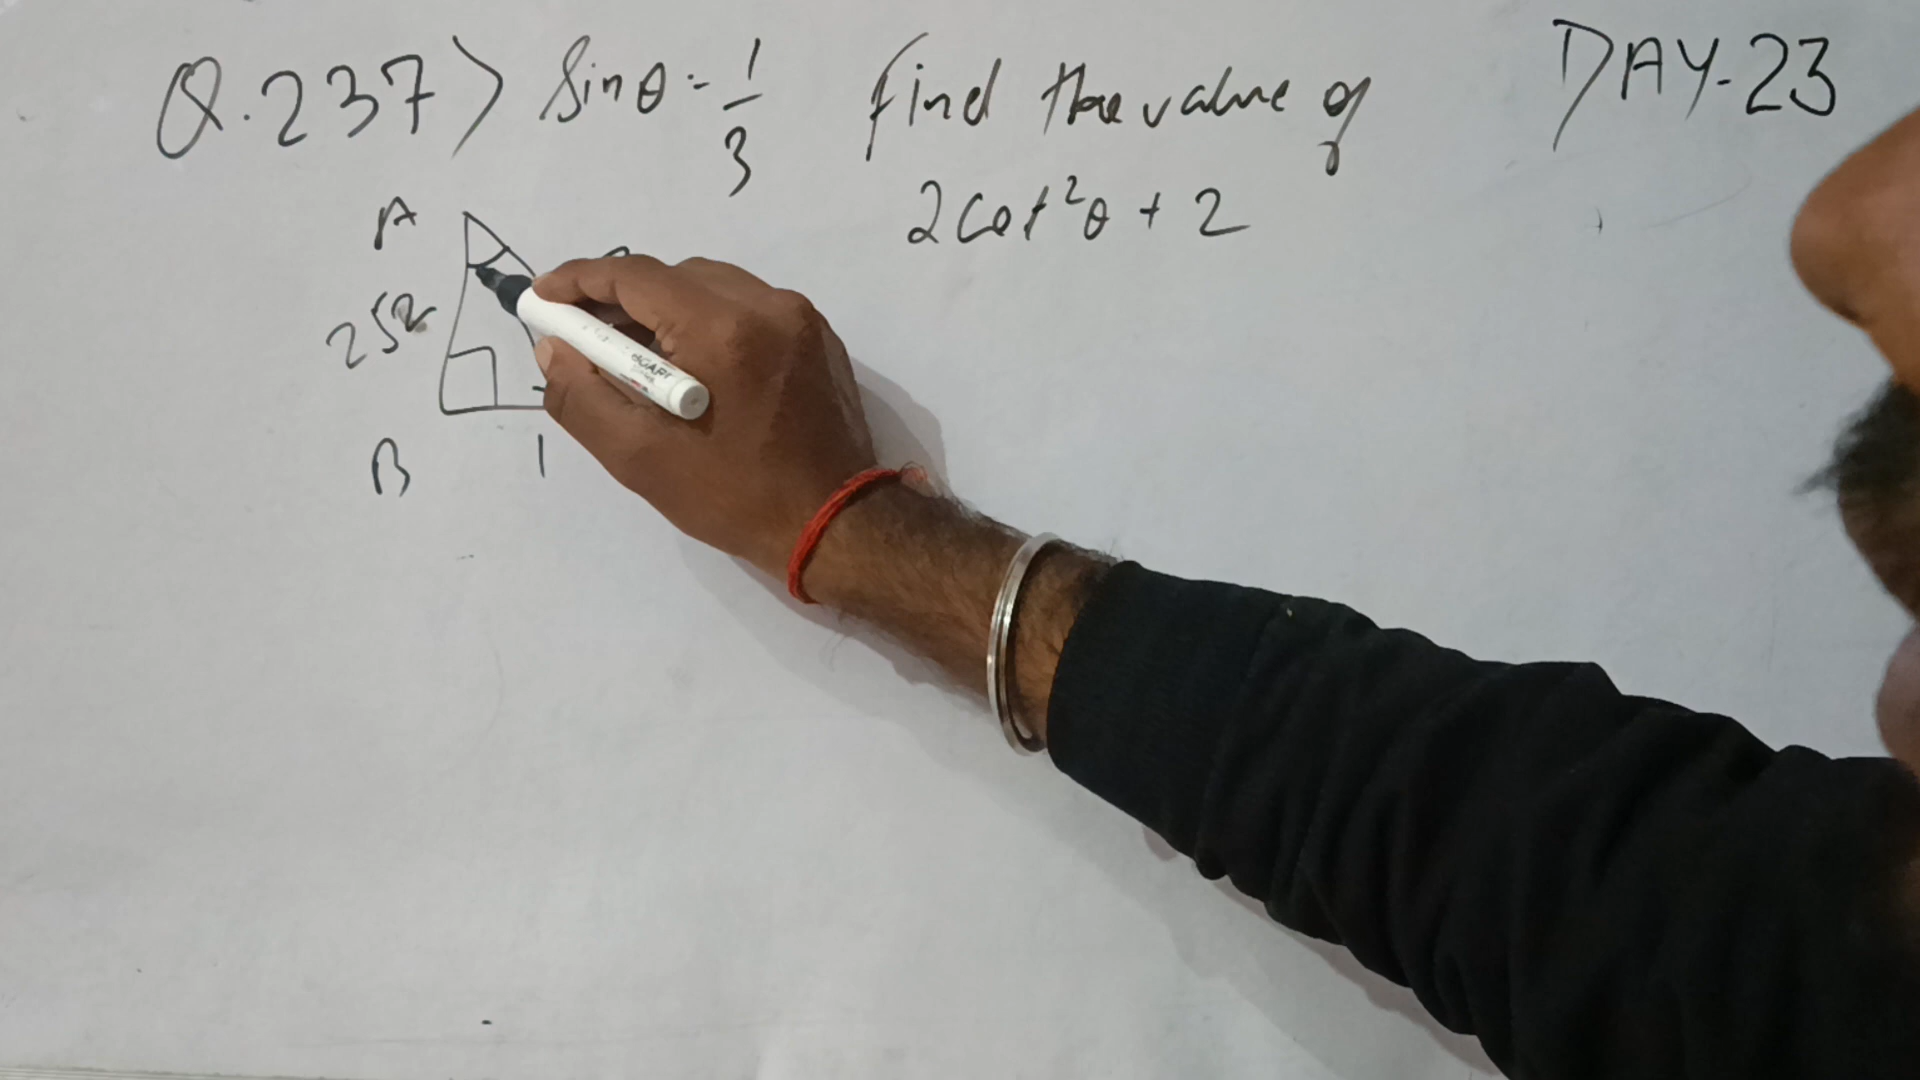 Q.237> Sinθ = 1/3 find the value of
2Cot²θ + 2
DAY-23
A
2√2
B
1